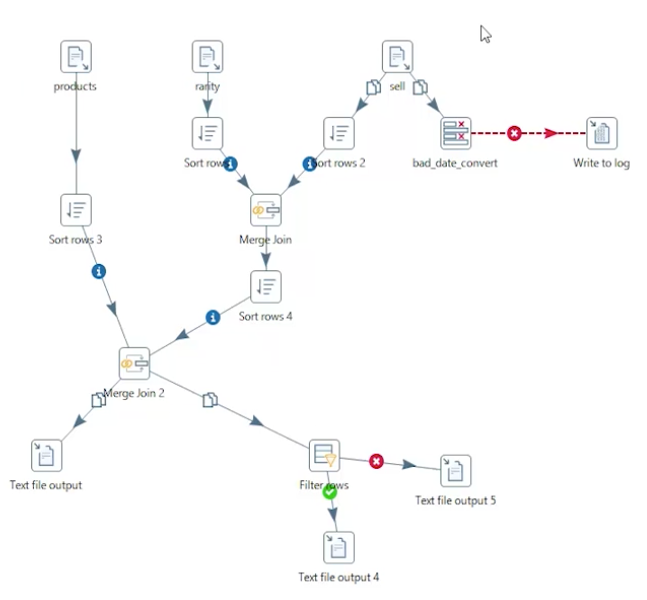 products
rarity
sell
Sort rows
Sort rows 2
bad_date_convert
Write to log
Sort rows 3
Merge Join
Sort rows 4
Merge Join 2
Text file output
Filter rows
Text file output 5
Text file output 4